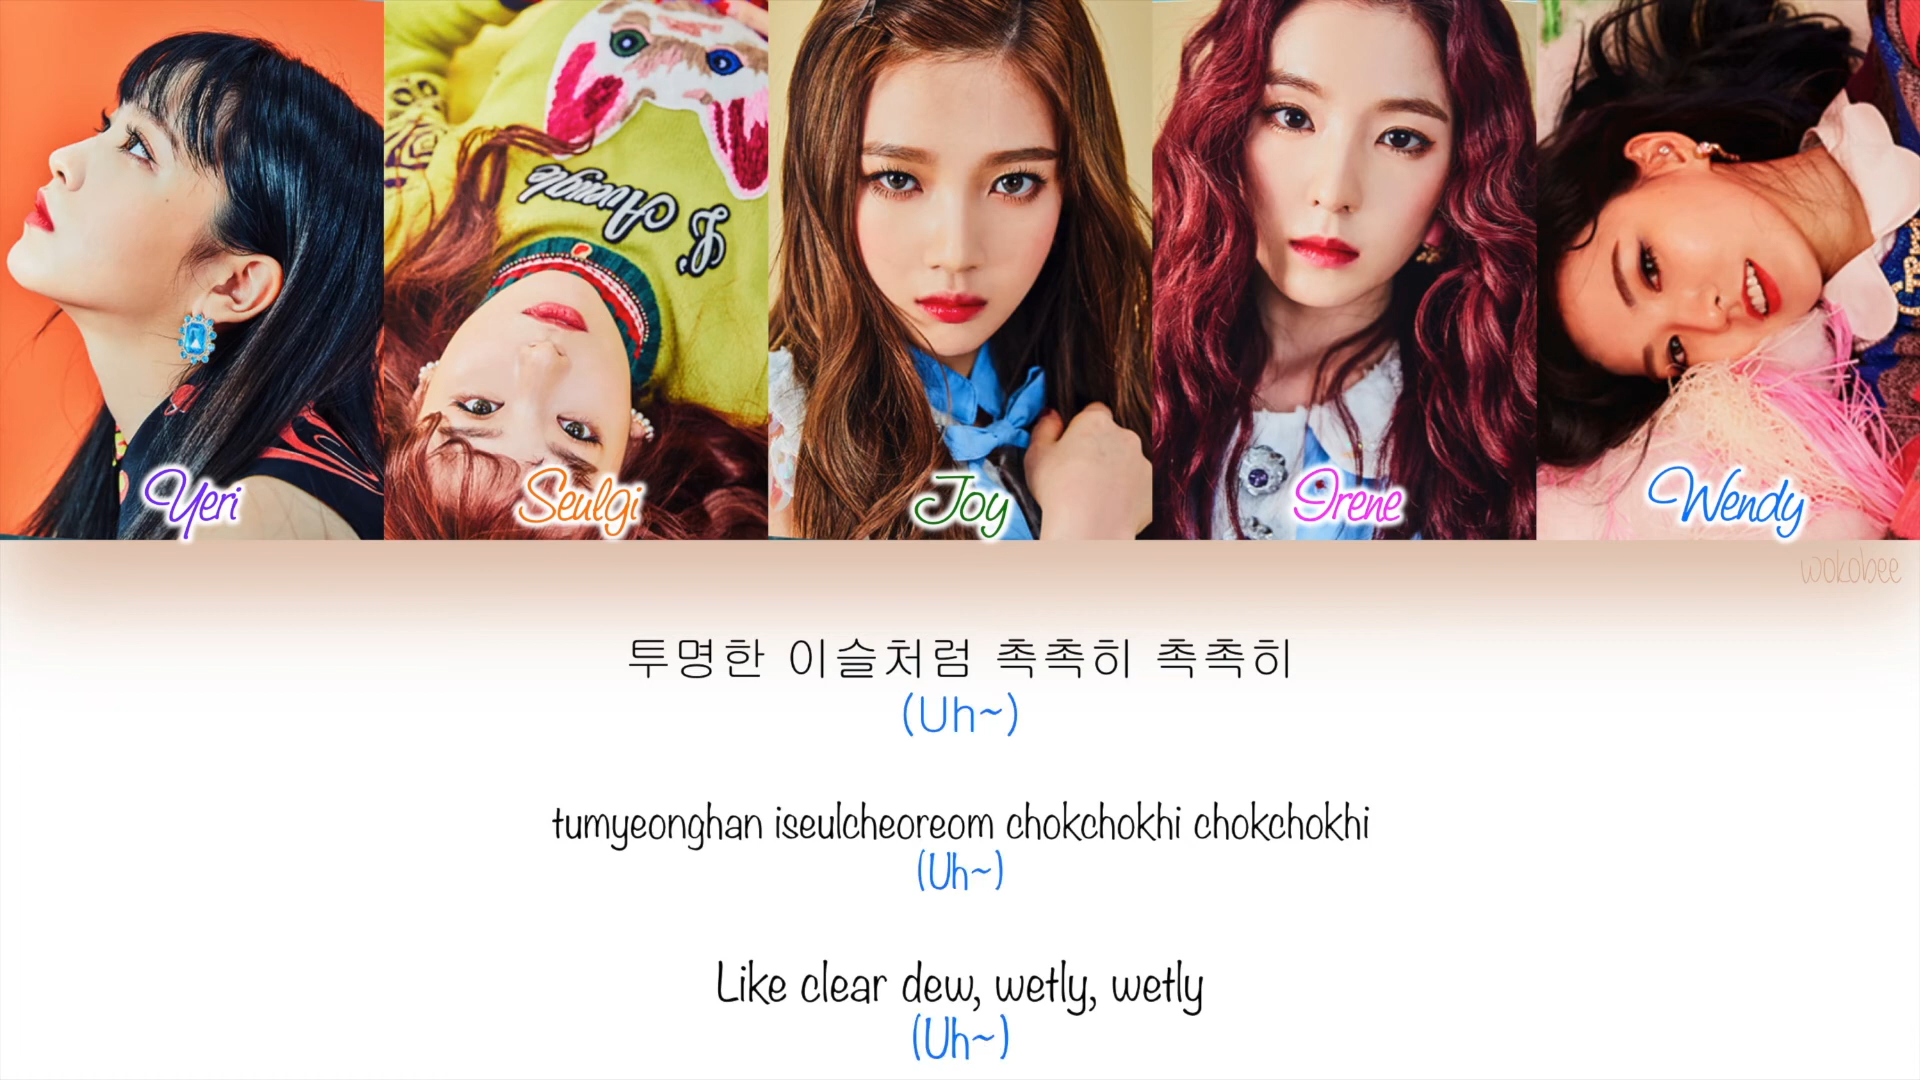 L'Aveugle
Yeri
Seulgi
Joy
Irene
Wendy
wokobee
투명한 이슬처럼 촉촉히 촉촉히
(Uh~)
tumyeonghan iseulcheoreom chokchokhi chokchokhi
(Uh~)
Like clear dew, wetly, wetly
(Uh~)